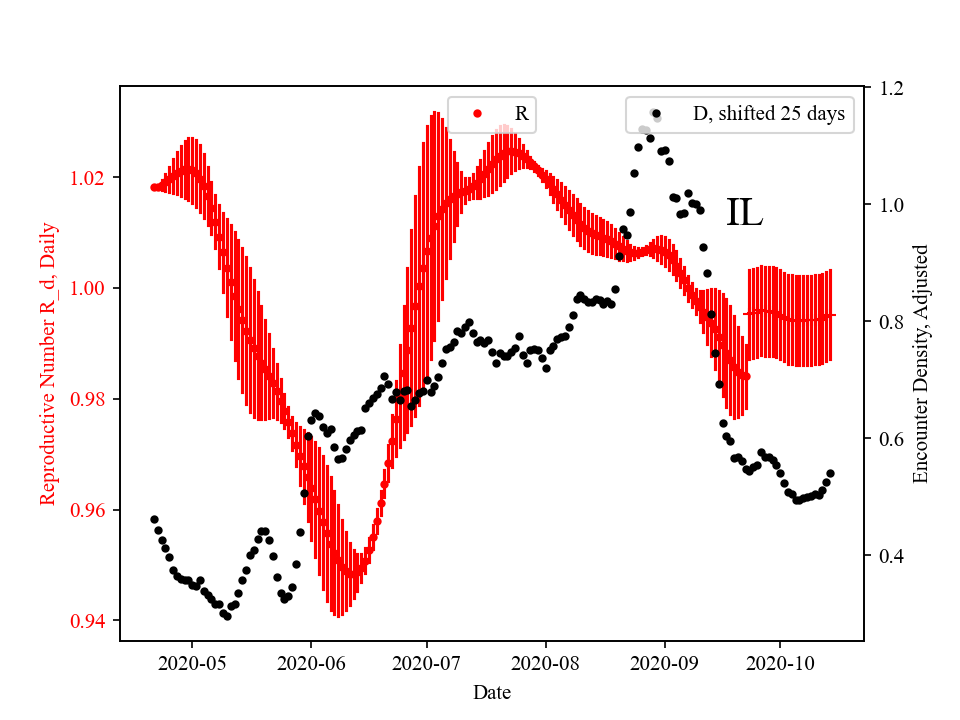 R
D, shifted 25 days
IL
Reproductive Number R_d, Daily
1.02
1.00
0.98
0.96
0.94
1.2
1.0
0.8
0.6
0.4
Encounter Density, Adjusted
2020-05
2020-06
2020-07
2020-08
2020-09
2020-10
Date